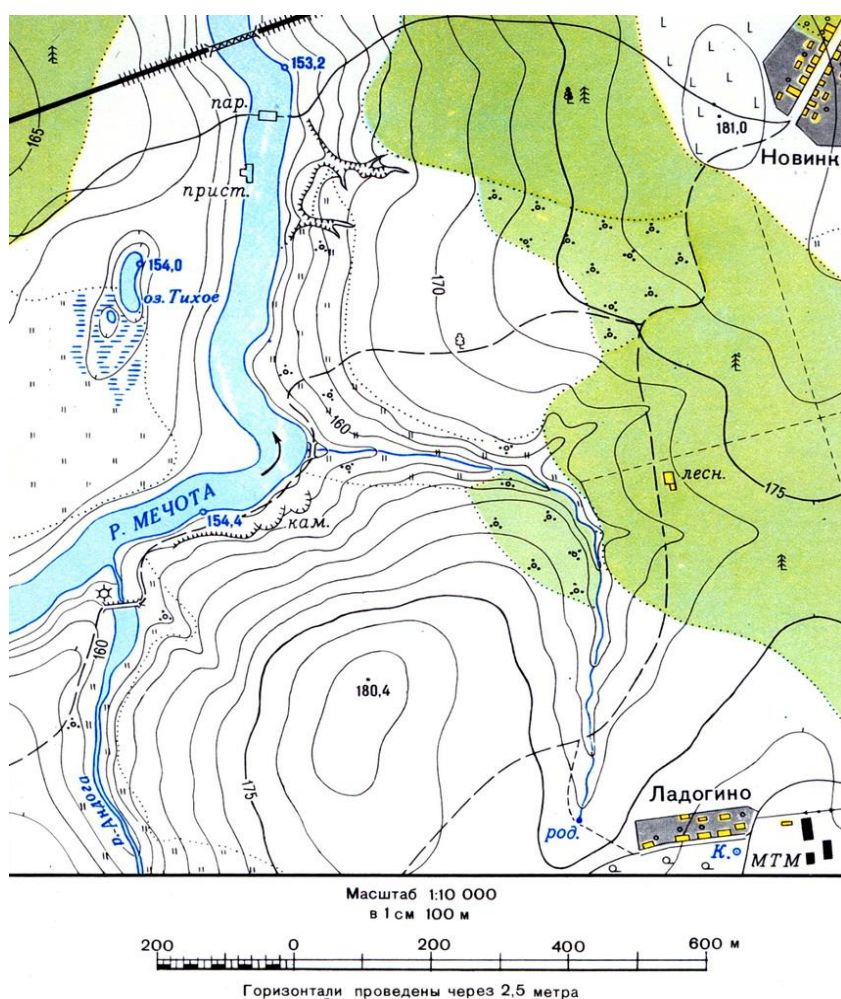 153,2
165
пар.
181,0
Новинк
прист.
154,0
оз. Тихое
170
160
лесн.
175
Р. МЕЧОТА
154,4
кам.
160
180,4
175
Ладогино
р. Андога
род.
К.
МТМ
Масштаб 1:10 000
в 1 см 100 м
200 0 200 400 600 м
Горизонтали проведены через 2,5 метра